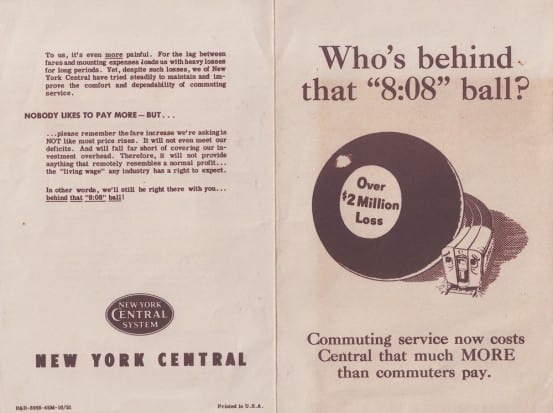 To us, it's even more painful. For the lag between
fares and mounting expenses loads us with heavy losses
for long periods. Yet, despite such losses, we of New
York Central have tried steadily to maintain and im-
prove the comfort and dependability of commuting
service.
NOBODY LIKES TO PAY MORE — BUT . . .
. . . please remember the fare increase we're asking is
NOT like most price rises. It will not even meet our
deficits. And will fall far short of covering our in-
vestment overhead. Therefore, it will not provide
anything that remotely resembles a normal profit...
the "living wage" any industry has a right to expect.
In other words, we'll still be right there with you...
behind that "8:08" ball!
NEW YORK
CENTRAL
SYSTEM
NEW YORK CENTRAL
Printed in U.S.A.
Who's behind
that "8:08" ball?
Over
$2 Million
Loss
Commuting service now costs
Central that much MORE
than commuters pay.